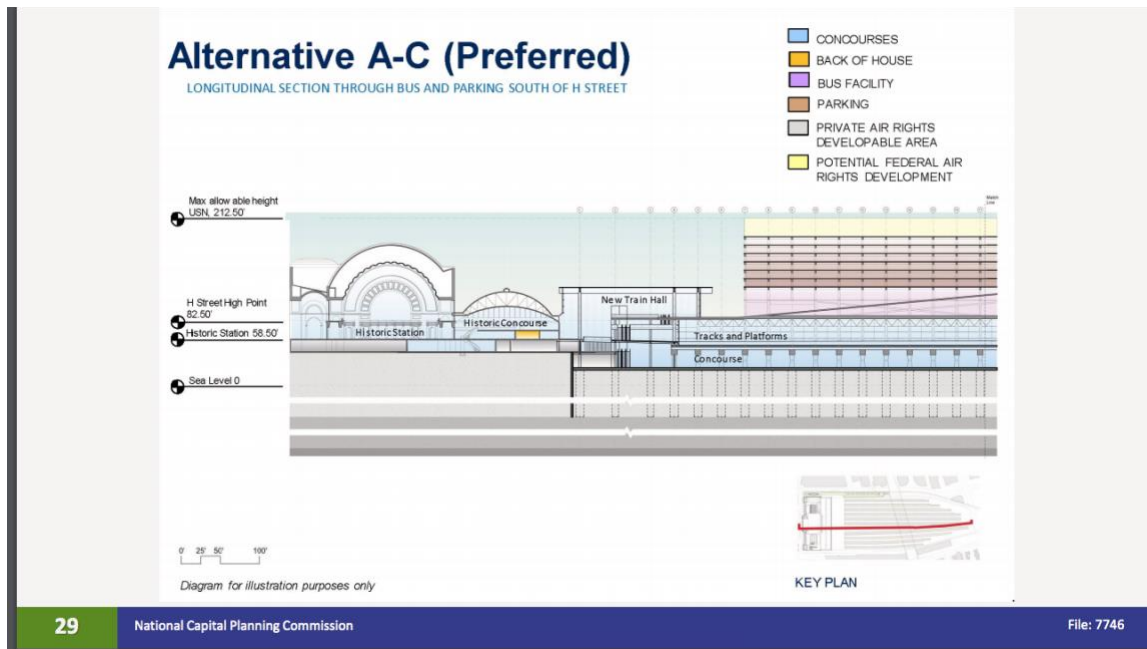 Alternative A-C (Preferred)
LONGITUDINAL SECTION THROUGH BUS AND PARKING SOUTH OF H STREET
CONCOURSES
BACK OF HOUSE
BUS FACILITY
PARKING
PRIVATE AIR RIGHTS
DEVELOPABLE AREA
POTENTIAL FEDERAL AIR
RIGHTS DEVELOPMENT
Max allow able height
USN, 212.50'
Match
Line
H Street High Point
82.50'
Historic Station 58.50'
Sea Level 0
New Train Hall
Historic Concourse
Historic Station
Tracks and Platforms
Concourse
0' 25' 50' 100'
Diagram for illustration purposes only
KEY PLAN
29
National Capital Planning Commission
File: 7746